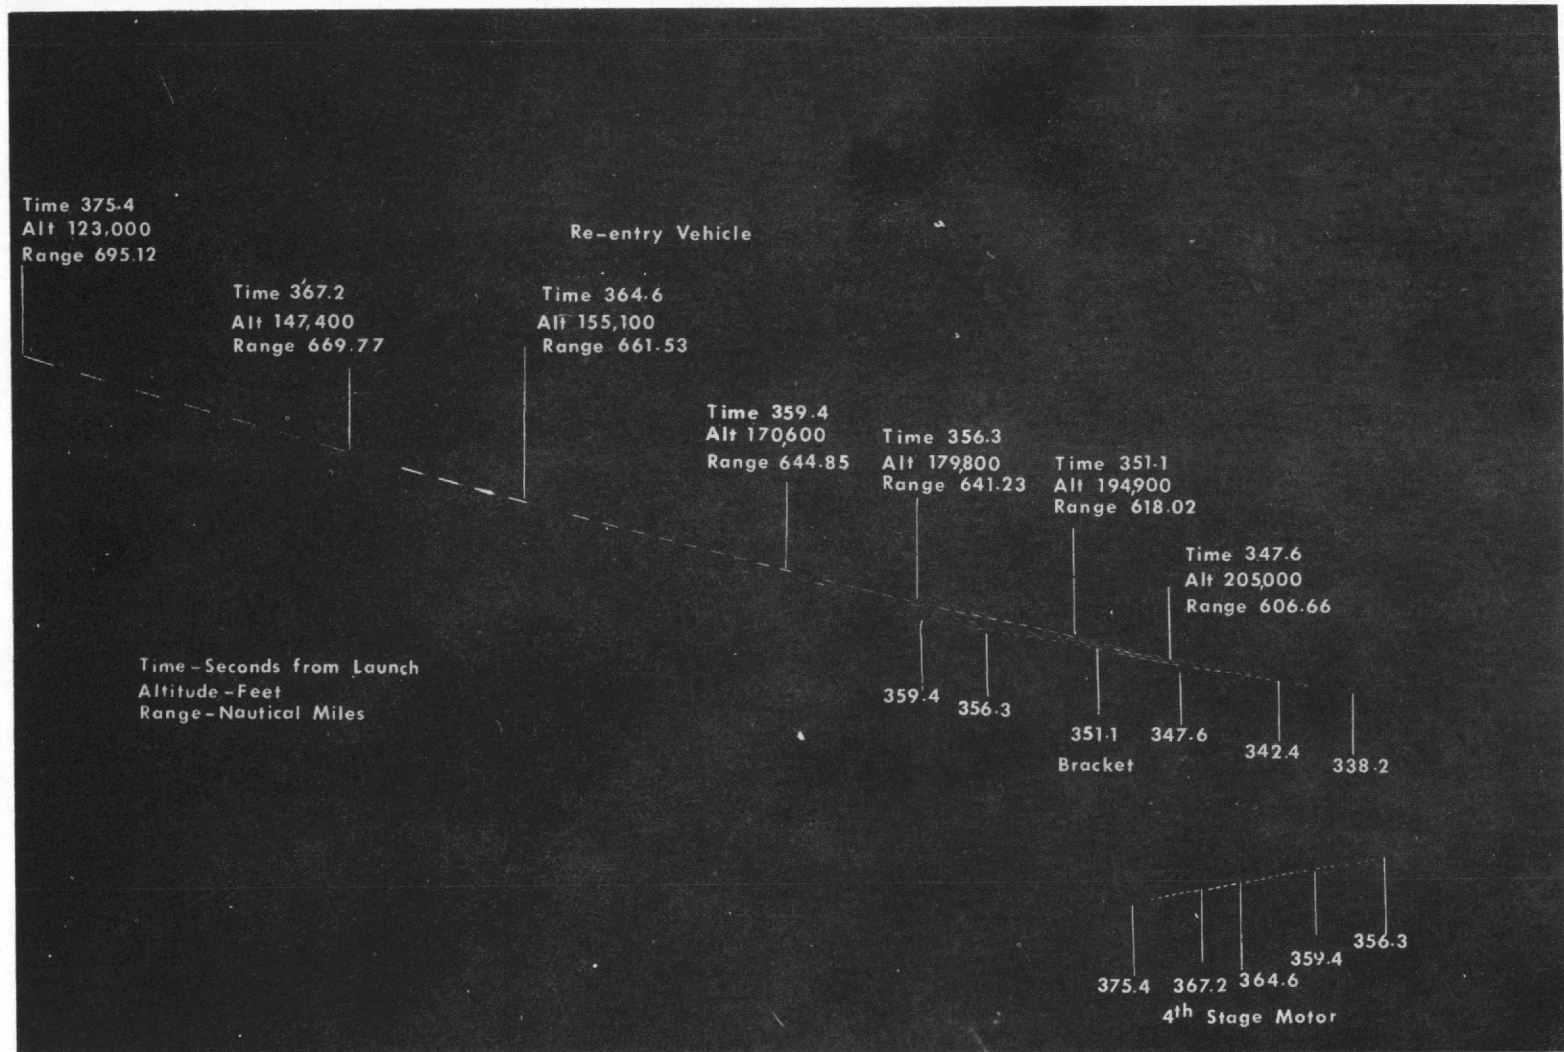 Time 375.4
Alt 123,000
Range 695.12
Re-entry Vehicle
Time 367.2
Alt 147,400
Range 669.77
Time 364.6
Alt 155,100
Range 661.53
Time 359.4
Alt 170,600
Range 644.85
Time 356.3
Alt 179,800
Range 641.23
Time 351.1
Alt 194,900
Range 618.02
Time 347.6
Alt 205,000
Range 606.66
Time-Seconds from Launch
Altitude-Feet
Range-Nautical Miles
359.4
356.3
351.1
Bracket
347.6
342.4
338.2
375.4
367.2
364.6
359.4
356.3
4th Stage Motor